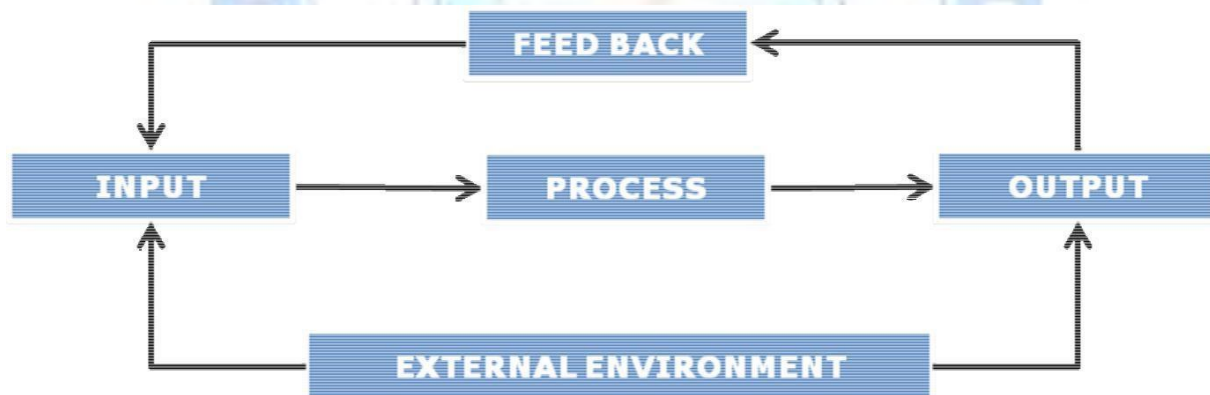 FEED BACK
INPUT
PROCESS
OUTPUT
EXTERNAL ENVIRONMENT